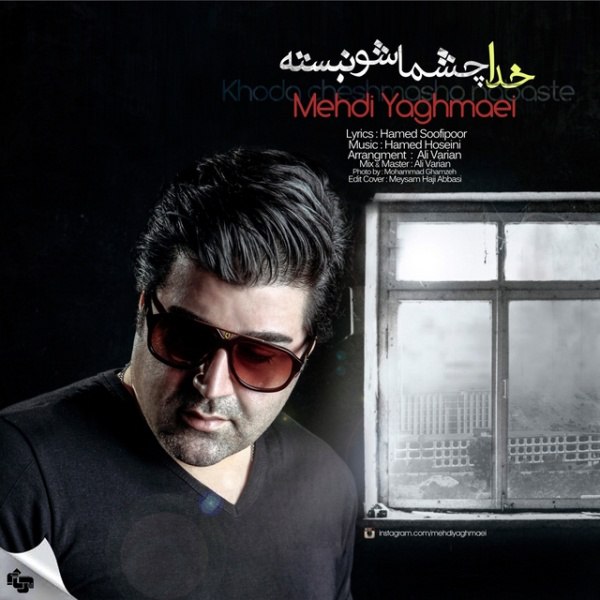 خدا چشماشو نبسته
Khoda cheshmasho nabaste
Mehdi Yaghmaei
Lyrics : Hamed Soofipoor
Music : Hamed Hoseini
Arrangment : Ali Varian
Mix & Master : Ali Varian
Photo by : Mohammad Ghamzeh
Edit Cover : Meysam Haji Abbasi
instagram.com/mehdiyaghmaei